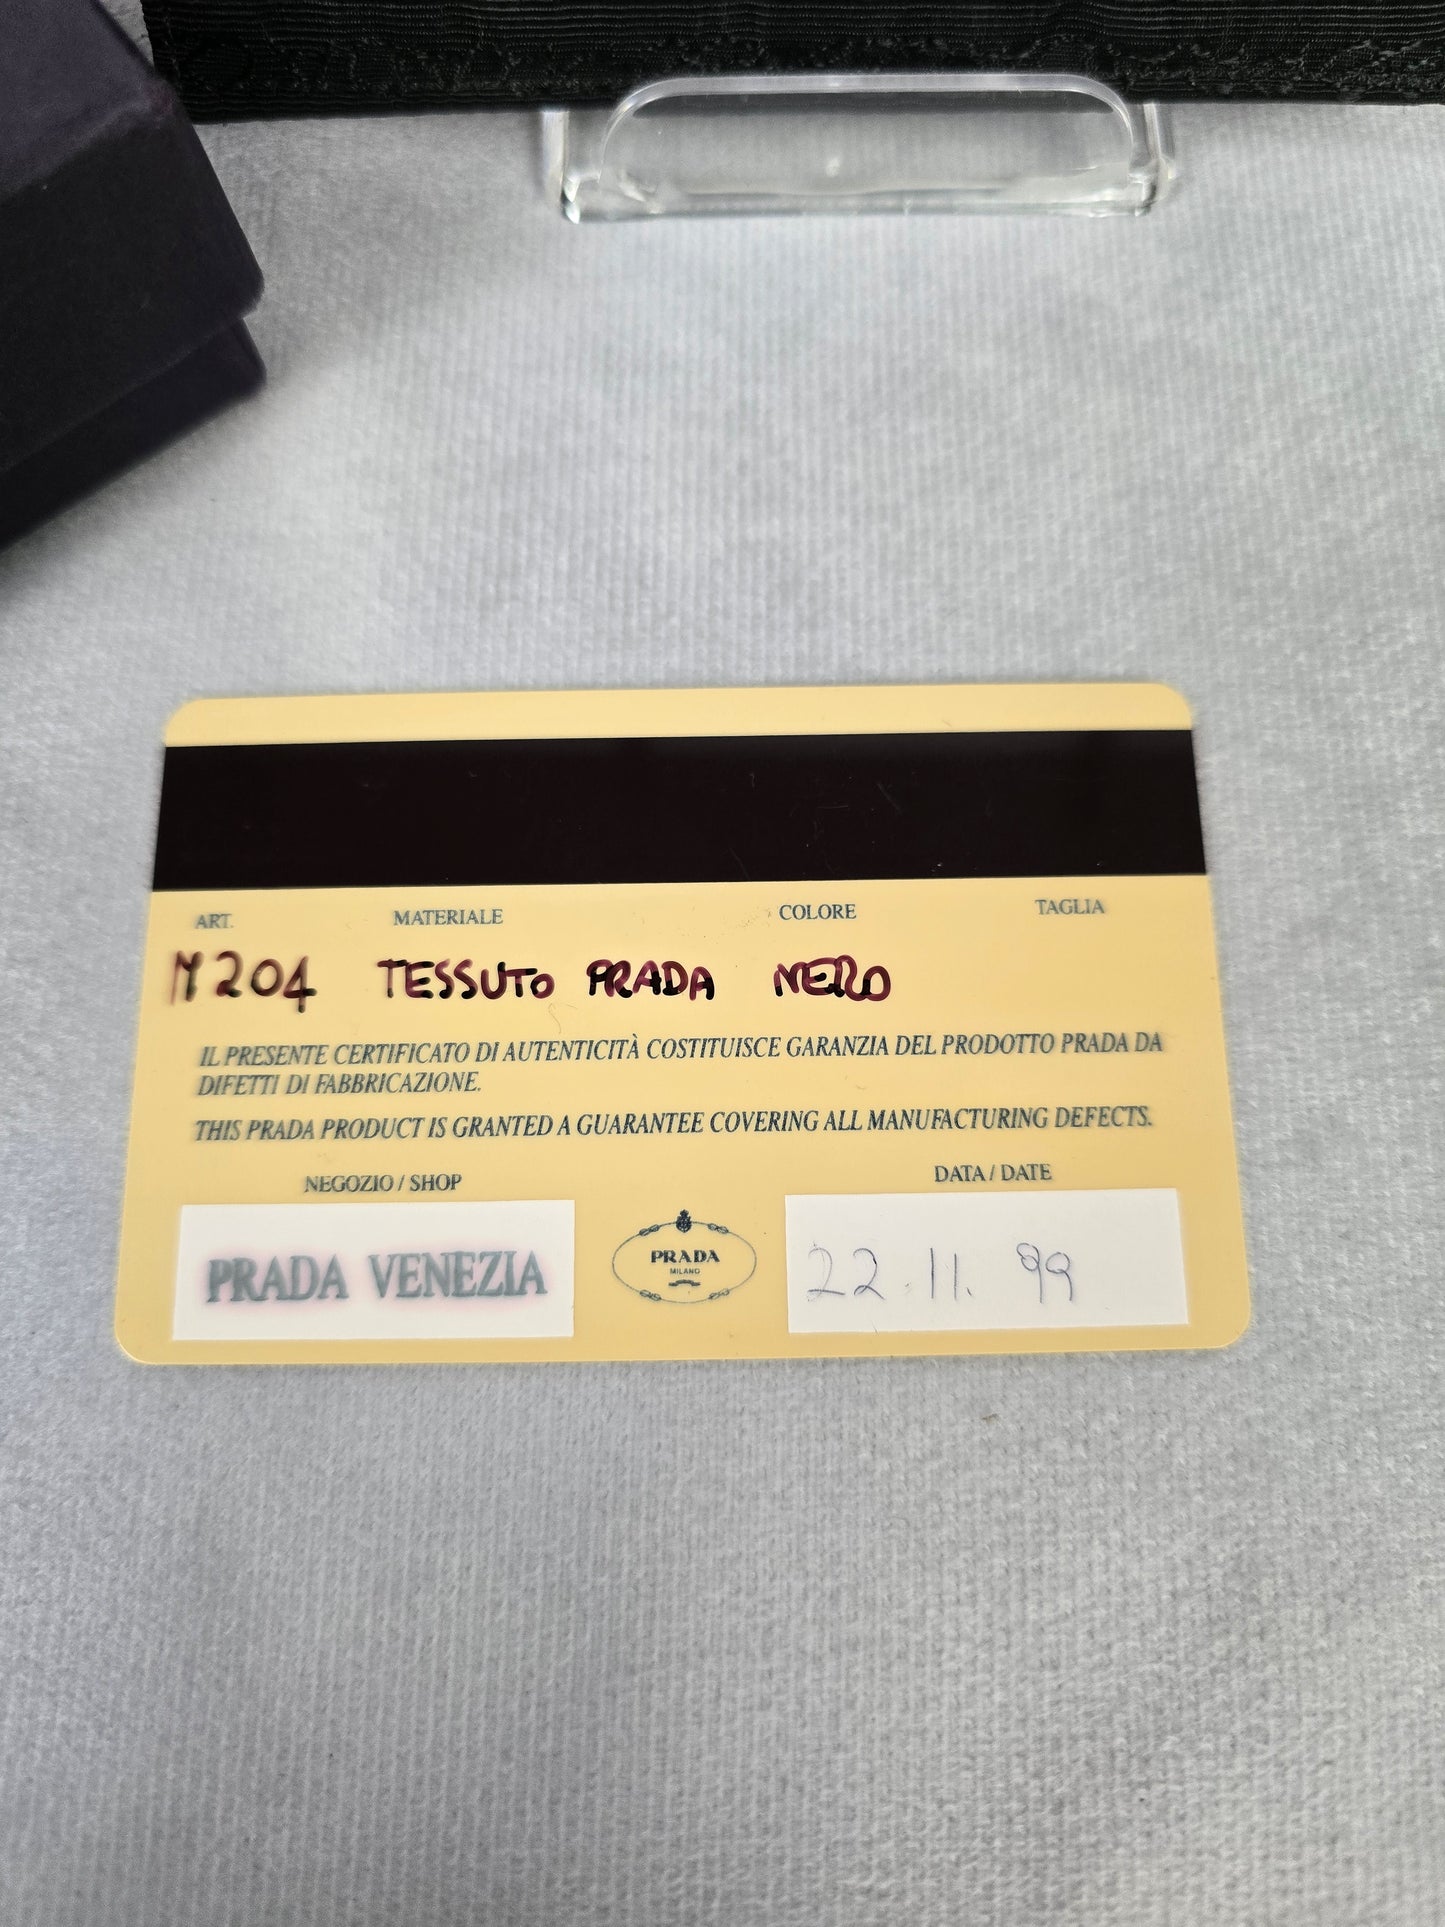 ART. MATERIALE COLORE TAGLIA
M204 TESSUTO PRADA NERO
IL PRESENTE CERTIFICATO DI AUTENTICITÀ COSTITUISCE GARANZIA DEL PRODOTTO PRADA DA
DIFETTI DI FABBRICAZIONE.
THIS PRADA PRODUCT IS GRANTED A GUARANTEE COVERING ALL MANUFACTURING DEFECTS.
NEGOZIO / SHOP
PRADA VENEZIA
PRADA
MILANO
DATA / DATE
22.11.99